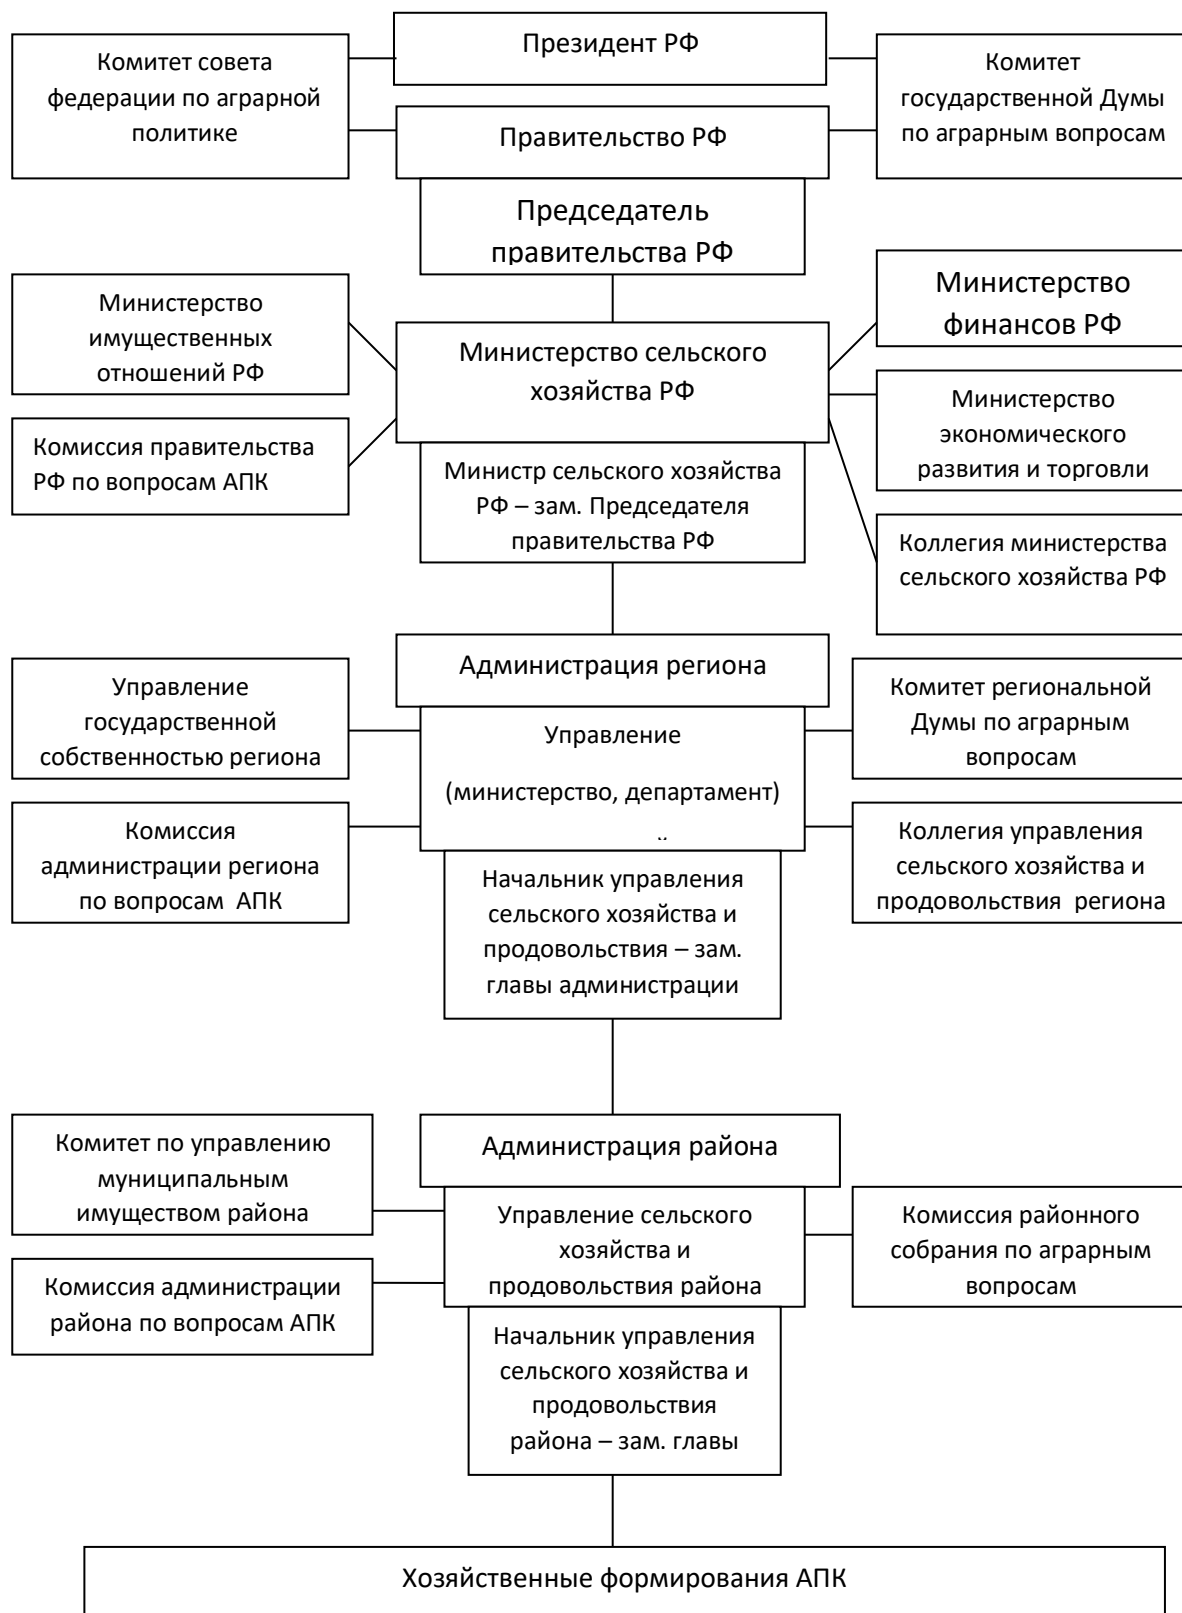 Президент РФ
Комитет совета
федерации по аграрной
политике
Комитет
государственной Думы
по аграрным вопросам
Правительство РФ
Председатель
правительства РФ
Министерство
имущественных
отношений РФ
Министерство сельского
хозяйства РФ
Министерство
финансов РФ
Министерство
экономического
развития и торговли
Комиссия правительства
РФ по вопросам АПК
Министр сельского хозяйства
РФ – зам. Председателя
правительства РФ
Коллегия министерства
сельского хозяйства РФ
Администрация региона
Управление
государственной
собственностью региона
Управление
(министерство, департамент)
Комитет региональной
Думы по аграрным
вопросам
Комиссия
администрации региона
по вопросам АПК
Коллегия управления
сельского хозяйства и
продовольствия региона
Начальник управления
сельского хозяйства и
продовольствия – зам.
главы администрации
Администрация района
Комитет по управлению
муниципальным
имуществом района
Управление сельского
хозяйства и
продовольствия района
Комиссия районного
собрания по аграрным
вопросам
Комиссия администрации
района по вопросам АПК
Начальник управления
сельского хозяйства и
продовольствия
района – зам. главы
Хозяйственные формирования АПК